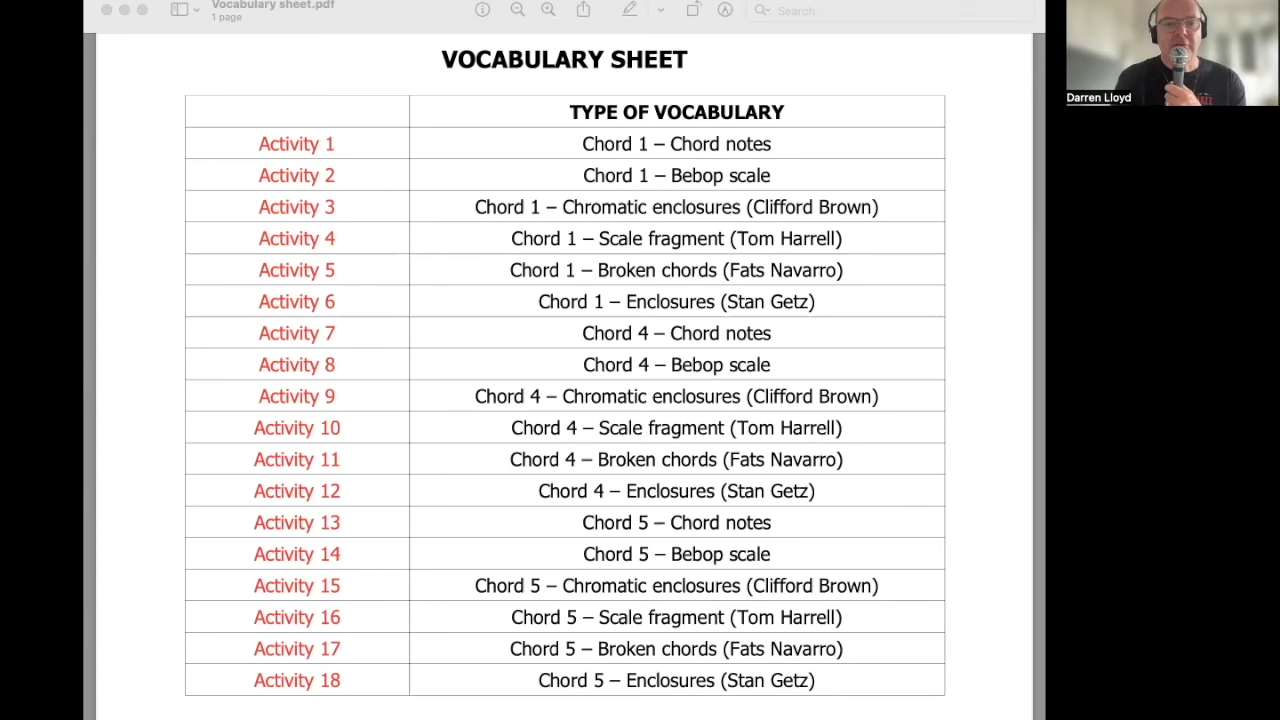 Vocabulary sheet.pdf
1 page
Search
Darren Lloyd
VOCABULARY SHEET
TYPE OF VOCABULARY
Activity 1 Chord 1 – Chord notes
Activity 2 Chord 1 – Bebop scale
Activity 3 Chord 1 – Chromatic enclosures (Clifford Brown)
Activity 4 Chord 1 – Scale fragment (Tom Harrell)
Activity 5 Chord 1 – Broken chords (Fats Navarro)
Activity 6 Chord 1 – Enclosures (Stan Getz)
Activity 7 Chord 4 – Chord notes
Activity 8 Chord 4 – Bebop scale
Activity 9 Chord 4 – Chromatic enclosures (Clifford Brown)
Activity 10 Chord 4 – Scale fragment (Tom Harrell)
Activity 11 Chord 4 – Broken chords (Fats Navarro)
Activity 12 Chord 4 – Enclosures (Stan Getz)
Activity 13 Chord 5 – Chord notes
Activity 14 Chord 5 – Bebop scale
Activity 15 Chord 5 – Chromatic enclosures (Clifford Brown)
Activity 16 Chord 5 – Scale fragment (Tom Harrell)
Activity 17 Chord 5 – Broken chords (Fats Navarro)
Activity 18 Chord 5 – Enclosures (Stan Getz)